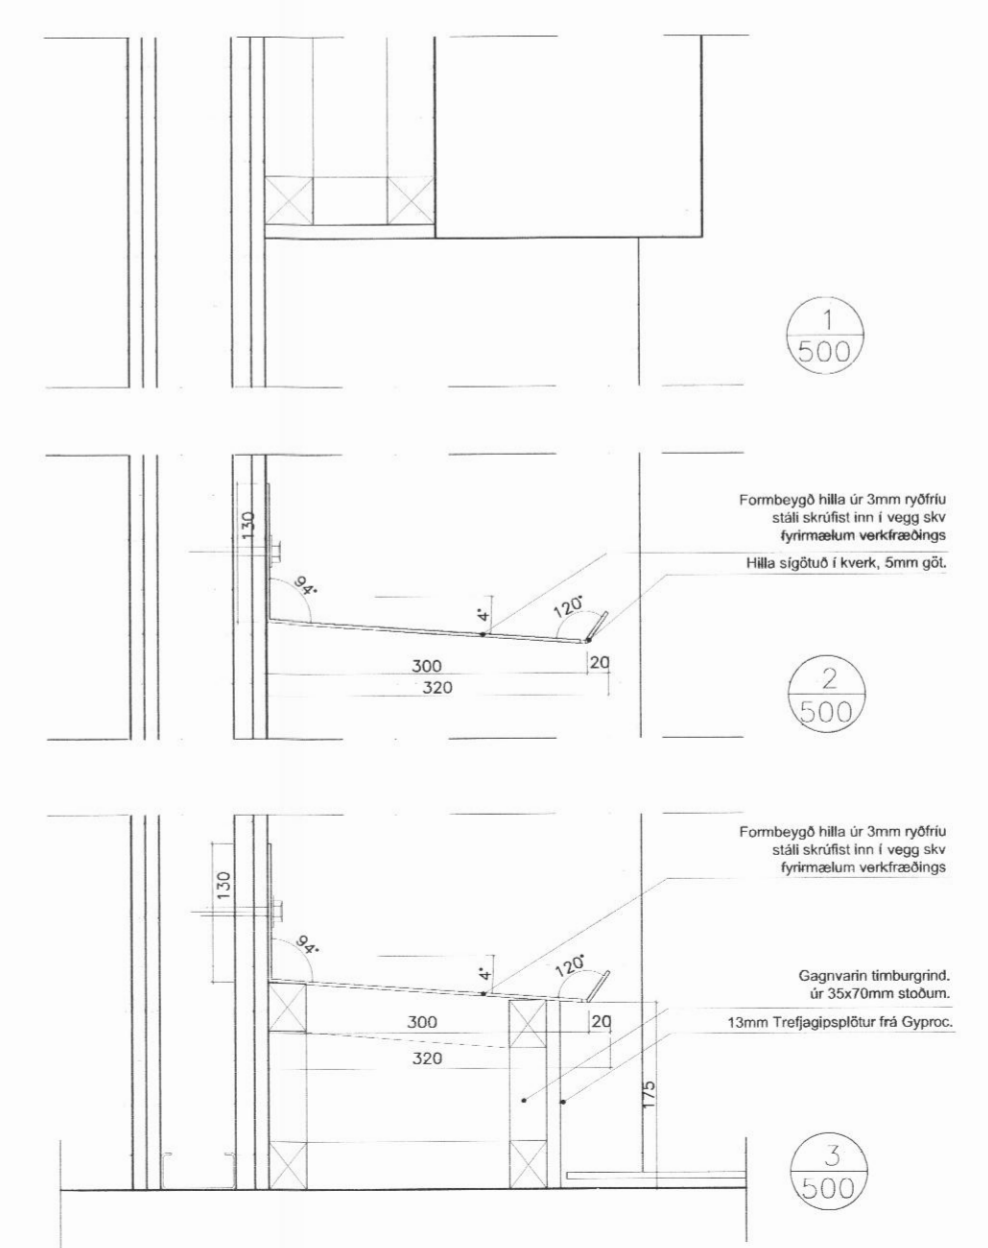 1
500
Formbeygð hilla úr 3mm ryðfríu
stáli skrúfist inn í vegg skv
fyrirmælum verkfræðings
Hilla sígötuð í kverk, 5mm göt.
130
94°
4°
120°
300
20
320
2
500
Formbeygð hilla úr 3mm ryðfríu
stáli skrúfist inn í vegg skv
fyrirmælum verkfræðings
130
94°
4°
120°
Gagnvarin timburgrind.
úr 35x70mm stoðum.
300
20
13mm Trefjagipsplötur frá Gyproc.
320
175
3
500